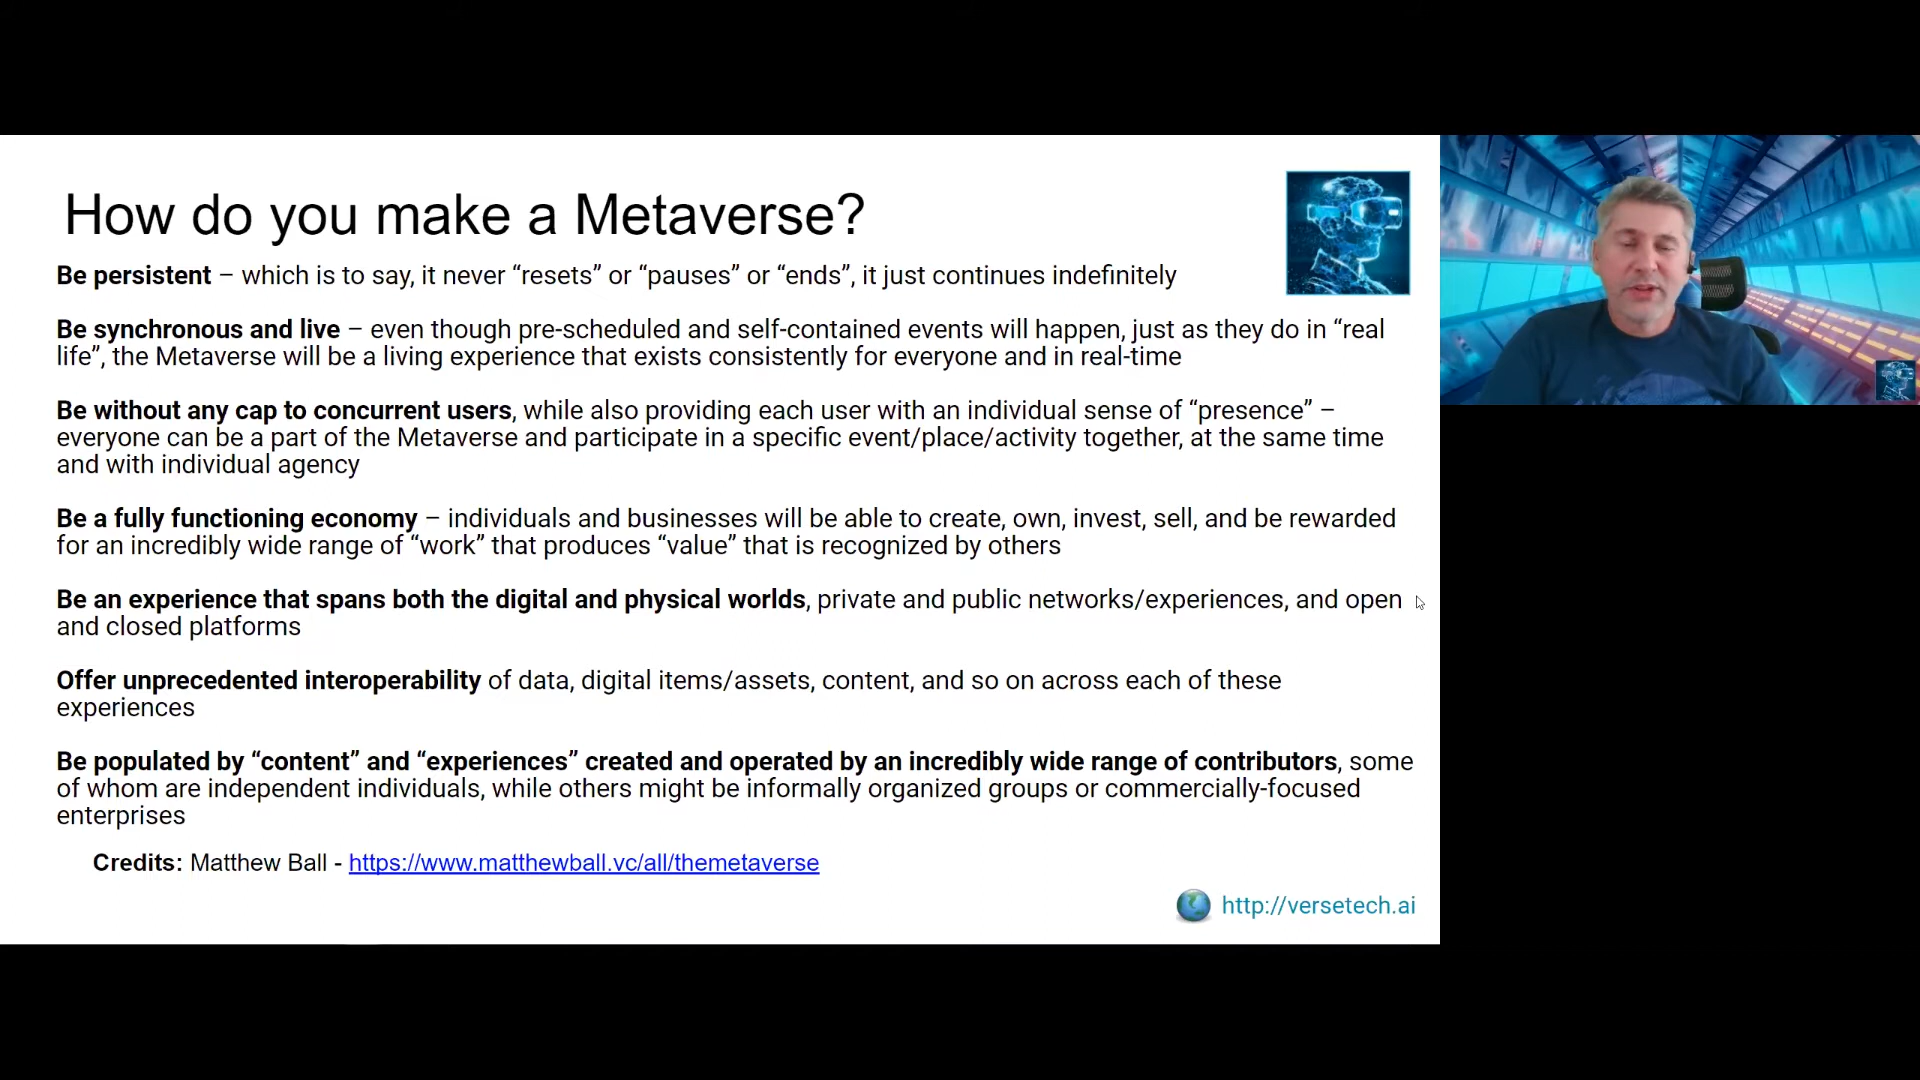 How do you make a Metaverse?
Be persistent – which is to say, it never “resets” or “pauses” or “ends”, it just continues indefinitely
Be synchronous and live – even though pre-scheduled and self-contained events will happen, just as they do in “real
life”, the Metaverse will be a living experience that exists consistently for everyone and in real-time
Be without any cap to concurrent users, while also providing each user with an individual sense of “presence” –
everyone can be a part of the Metaverse and participate in a specific event/place/activity together, at the same time
and with individual agency
Be a fully functioning economy – individuals and businesses will be able to create, own, invest, sell, and be rewarded
for an incredibly wide range of “work” that produces “value” that is recognized by others
Be an experience that spans both the digital and physical worlds, private and public networks/experiences, and open
and closed platforms
Offer unprecedented interoperability of data, digital items/assets, content, and so on across each of these
experiences
Be populated by “content” and “experiences” created and operated by an incredibly wide range of contributors, some
of whom are independent individuals, while others might be informally organized groups or commercially-focused
enterprises
Credits: Matthew Ball - https://www.matthewball.vc/all/themetaverse
http://versetech.ai